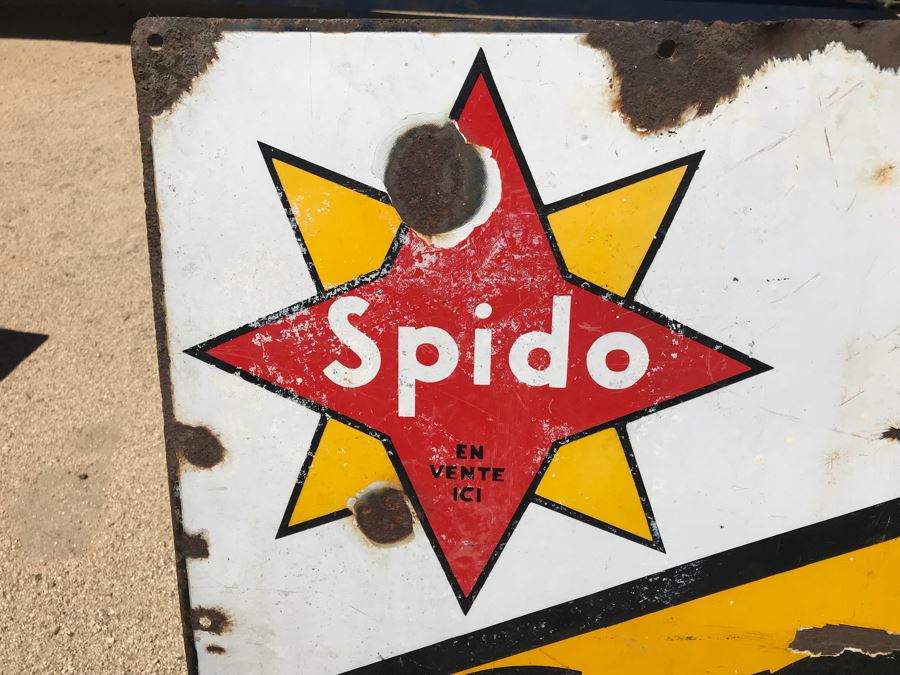 Spido
EN
VENTE
ICI